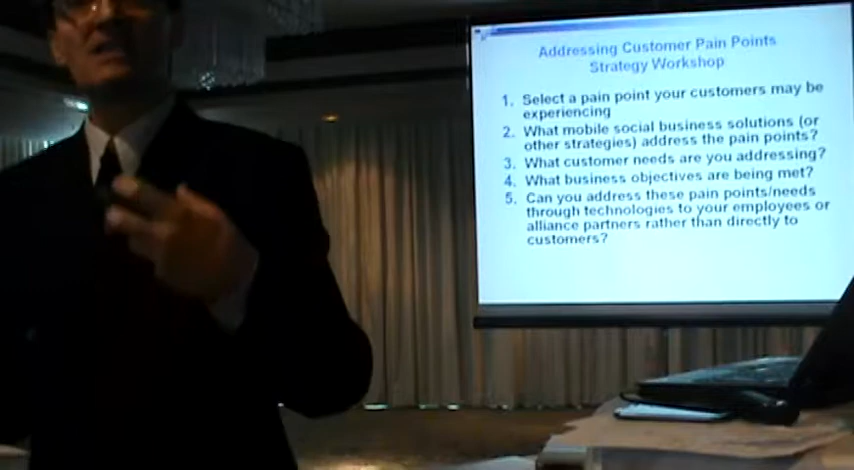 Addressing Customer Pain Points
Strategy Workshop
1. Select a pain point your customers may be
experiencing
2. What mobile social business solutions (or
other strategies) address the pain points?
3. What customer needs are you addressing?
4. What business objectives are being met?
5. Can you address these pain points/needs
through technologies to your employees or
alliance partners rather than directly to
customers?